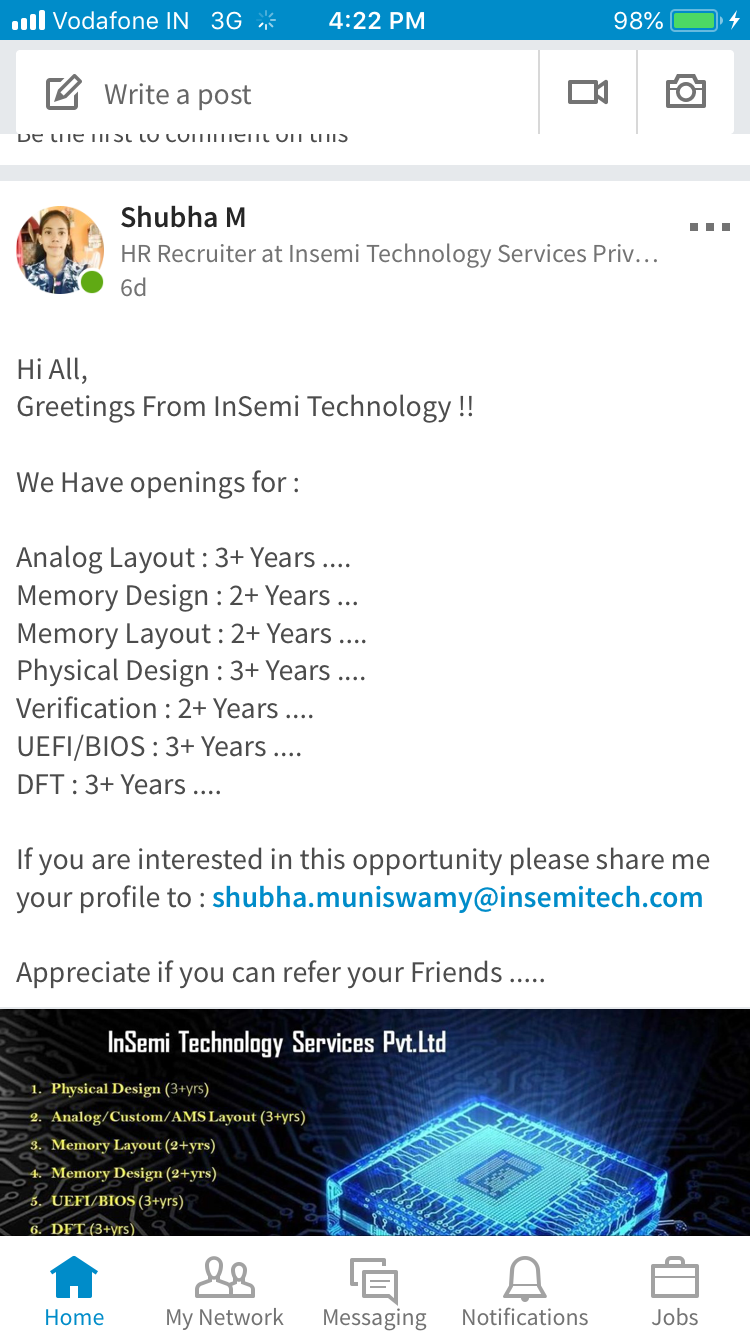 Vodafone IN 3G 4:22 PM 98%
Write a post
Be the first to comment on this
Shubha M
HR Recruiter at Insemi Technology Services Priv...
6d
Hi All,
Greetings From InSemi Technology !!
We Have openings for :
Analog Layout : 3+ Years ....
Memory Design : 2+ Years ...
Memory Layout : 2+ Years ....
Physical Design : 3+ Years ....
Verification : 2+ Years ....
UEFI/BIOS : 3+ Years ....
DFT : 3+ Years ....
If you are interested in this opportunity please share me
your profile to : shubha.muniswamy@insemitech.com
Appreciate if you can refer your Friends .....
InSemi Technology Services Pvt.Ltd
1. Physical Design (3+yrs)
2. Analog/Custom/AMS Layout (3+yrs)
3. Memory Layout (2+yrs)
4. Memory Design (2+yrs)
5. UEFI/BIOS (3+yrs)
6. DFT (3+yrs)
Home My Network Messaging Notifications Jobs